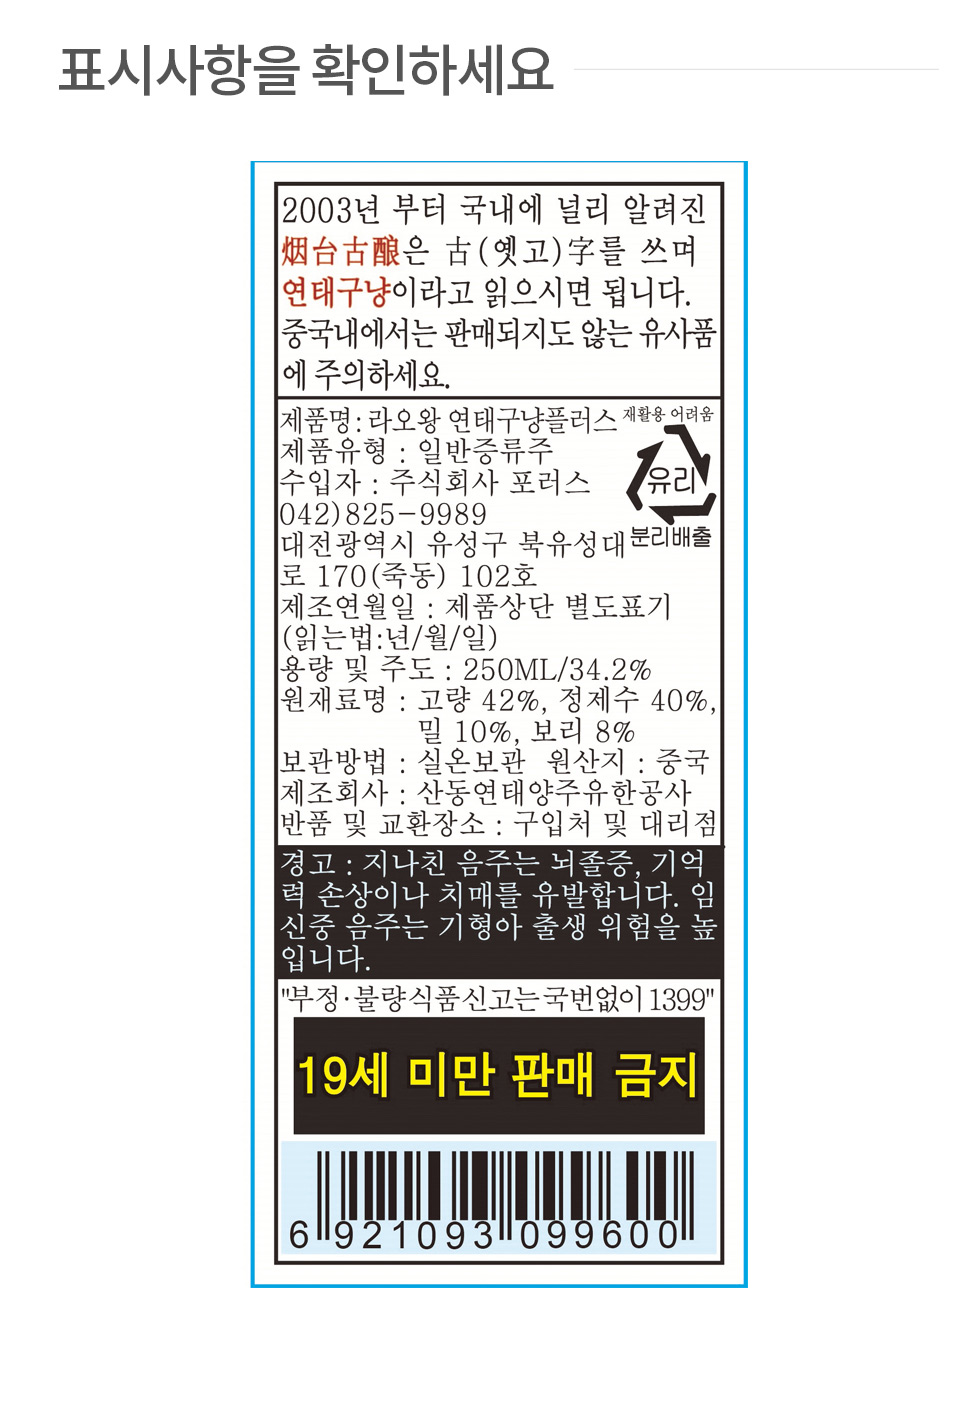 표시사항을 확인하세요
2003년 부터 국내에 널리 알려진
烟台古酿은 古(옛고)字를 쓰며
연태구냥이라고 읽으시면 됩니다.
중국내에서는 판매되지도 않는 유사품
에 주의하세요.
제품명:라오왕 연태구냥플러스
재활용 어려움
유리
분리배출
제품유형 : 일반증류주
수입자 : 주식회사 포러스
042)825-9989
대전광역시 유성구 북유성대
로 170(죽동) 102호
제조연월일 : 제품상단 별도표기
(읽는법:년/월/일)
용량 및 주도 : 250ML/34.2%
원재료명 : 고량 42%, 정제수 40%,
밀 10%, 보리 8%
보관방법 : 실온보관 원산지 : 중국
제조회사 : 산동연태양주유한공사
반품 및 교환장소 : 구입처 및 대리점
경고 : 지나친 음주는 뇌졸중, 기억
력 손상이나 치매를 유발합니다. 임
신중 음주는 기형아 출생 위험을 높
입니다.
"부정·불량식품신고는국번없이 1399"
19세 미만 판매 금지
6 921093 099600